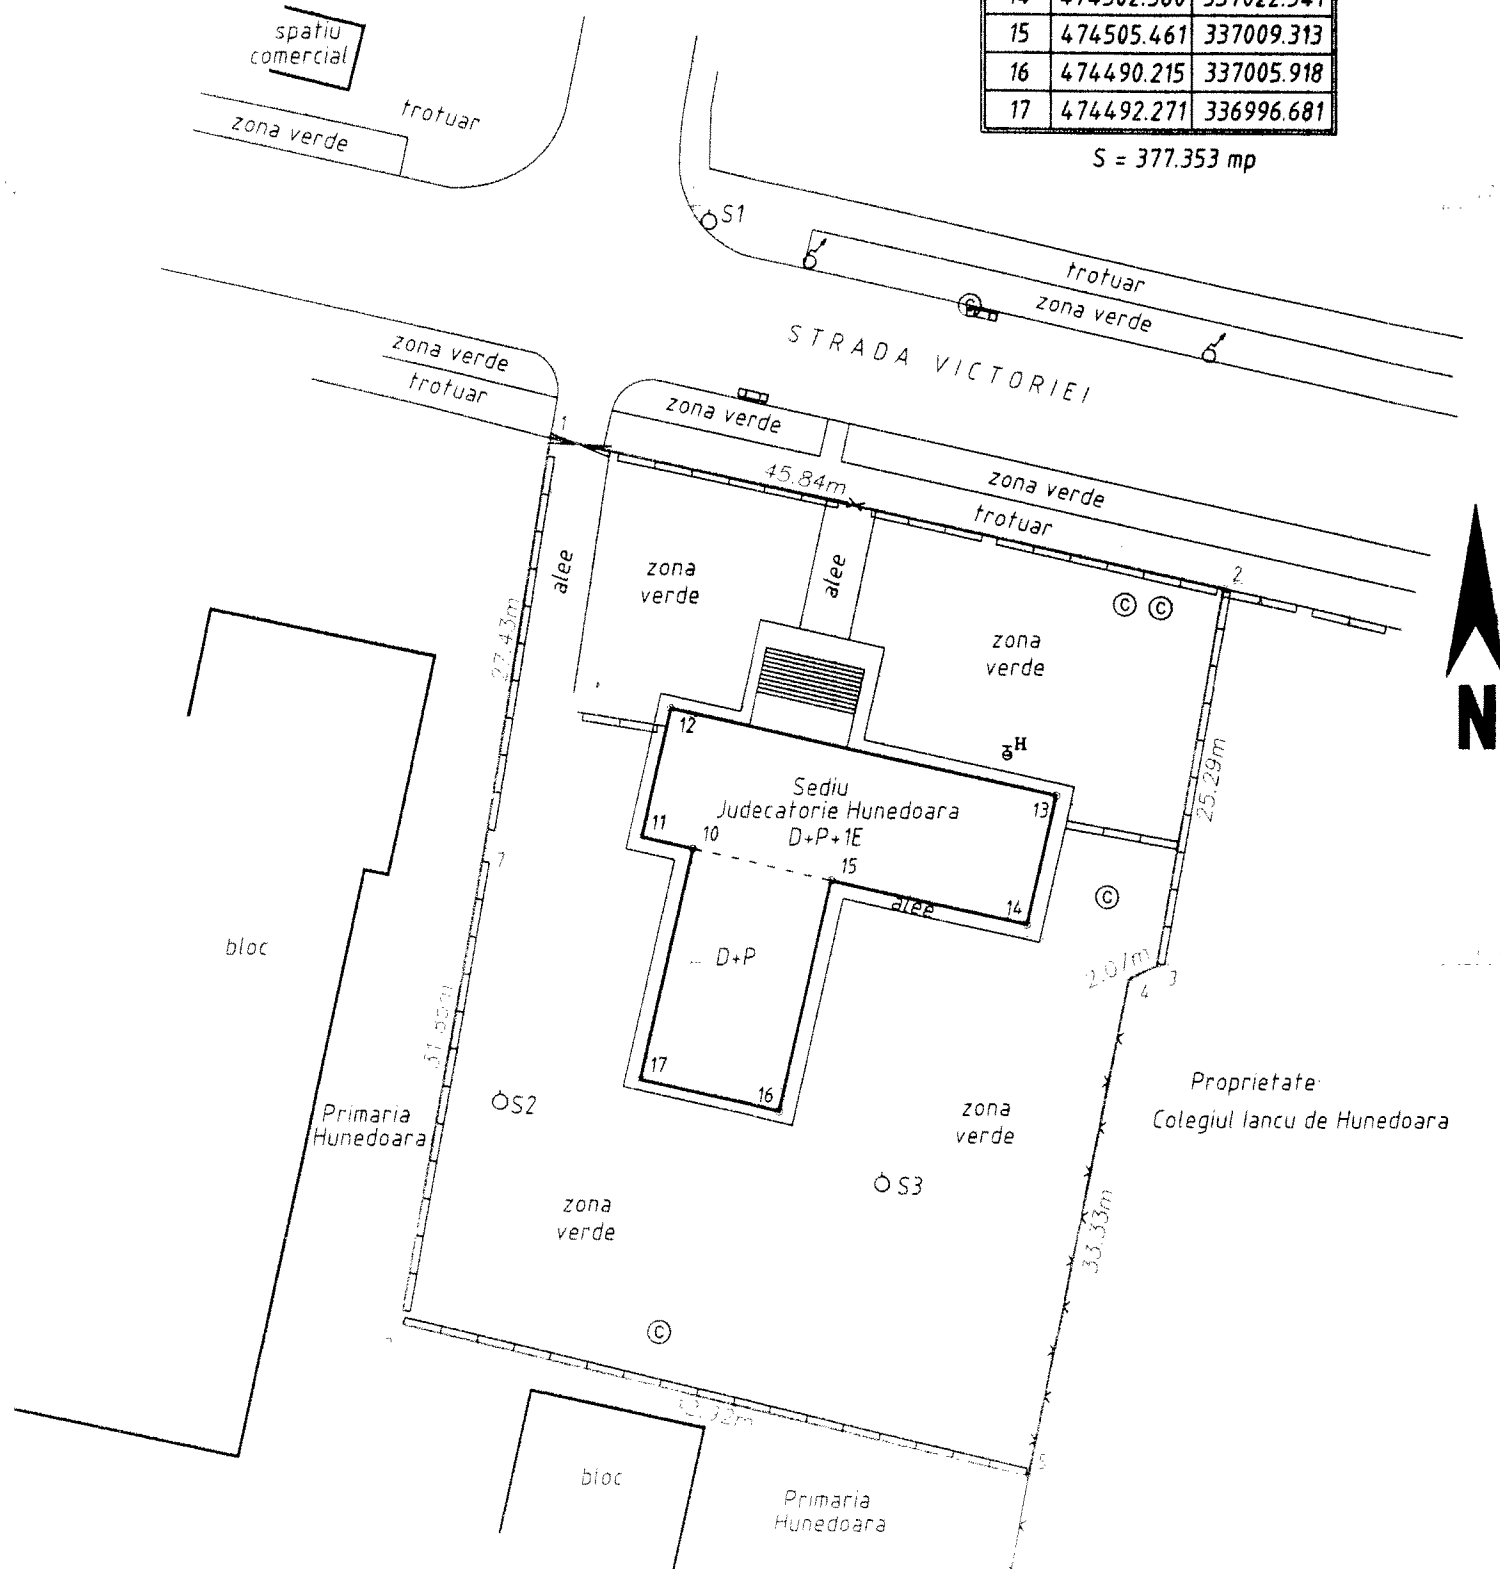 15 474505.461 337009.313
16 474490.215 337005.918
17 474492.271 336996.681
S = 377.353 mp
spatiu
comercial
trotuar
zona verde
S1
trotuar
zona verde
STRADA VICTORIEI
zona verde
trotuar
1
zona verde
45.84m
zona verde
trotuar
2
alee
zona
verde
alee
C C
zona
verde
27.43m
N
12
H
25.29m
Sediu
Judecatorie Hunedoara
D+P+1E
13
11
10
15
7
alee
14
C
bloc
D+P
2.07m
3
4
17
16
S2
Primaria
Hunedoara
zona
verde
Proprietate
Colegiul Iancu de Hunedoara
S3
zona
verde
33.33m
C
5
bloc
Primaria
Hunedoara